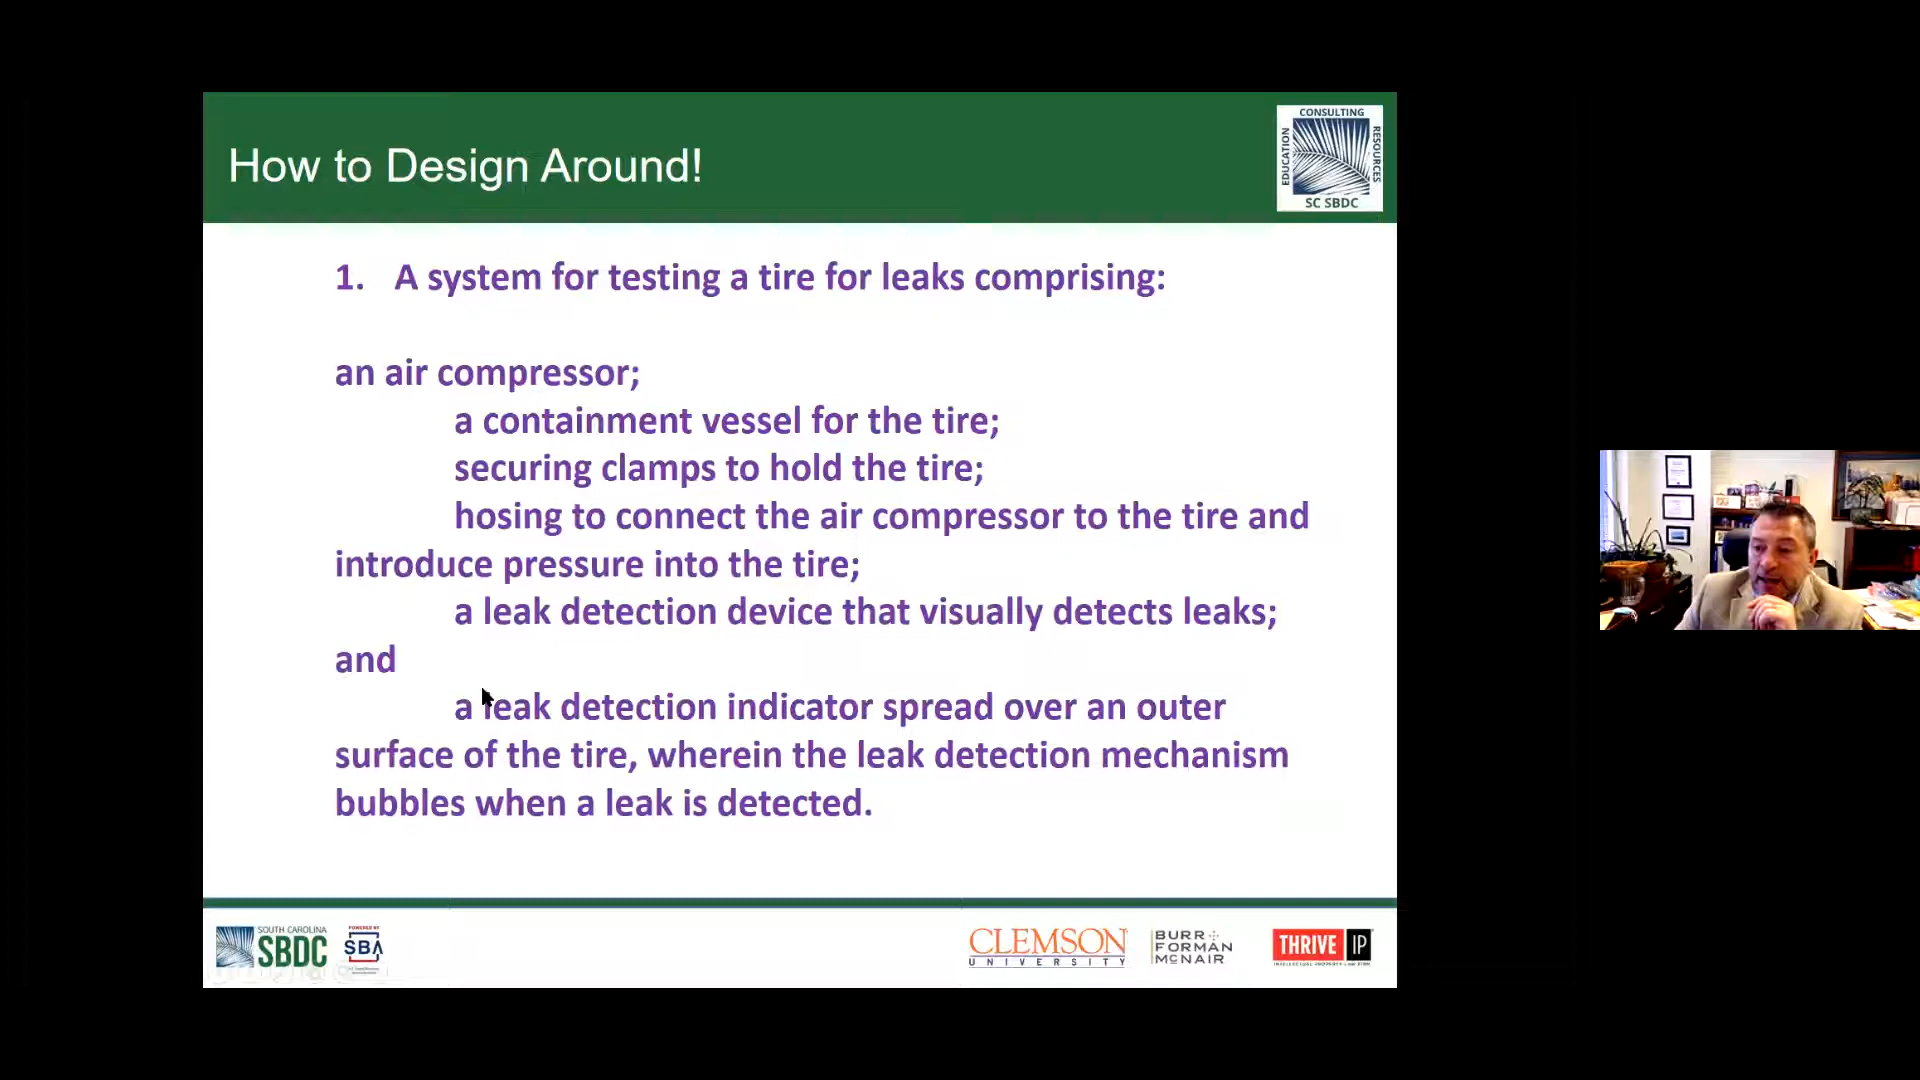 How to Design Around!
CONSULTING
EDUCATION
RESOURCES
SC SBDC
1. A system for testing a tire for leaks comprising:
an air compressor;
a containment vessel for the tire;
securing clamps to hold the tire;
hosing to connect the air compressor to the tire and
introduce pressure into the tire;
a leak detection device that visually detects leaks;
and
a leak detection indicator spread over an outer
surface of the tire, wherein the leak detection mechanism
bubbles when a leak is detected.
SOUTH CAROLINA
SBDC
POWERED BY
SBA
CLEMSON
UNIVERSITY
BURR
FORMAN
MCNAIR
THRIVE IP
INTELLECTUAL PROPERTY LAW FIRM